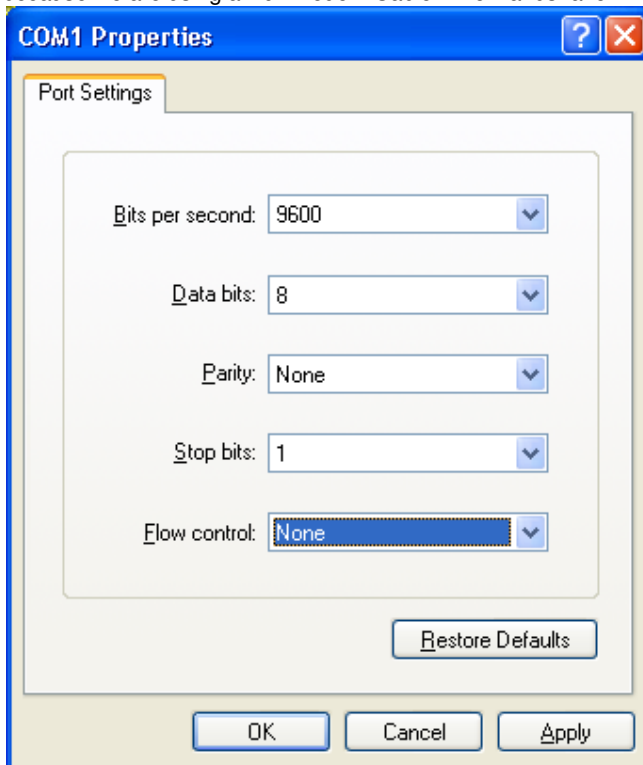 COM1 Properties
Port Settings
Bits per second: 9600
Data bits: 8
Parity: None
Stop bits: 1
Flow control: None
Restore Defaults
OK Cancel Apply